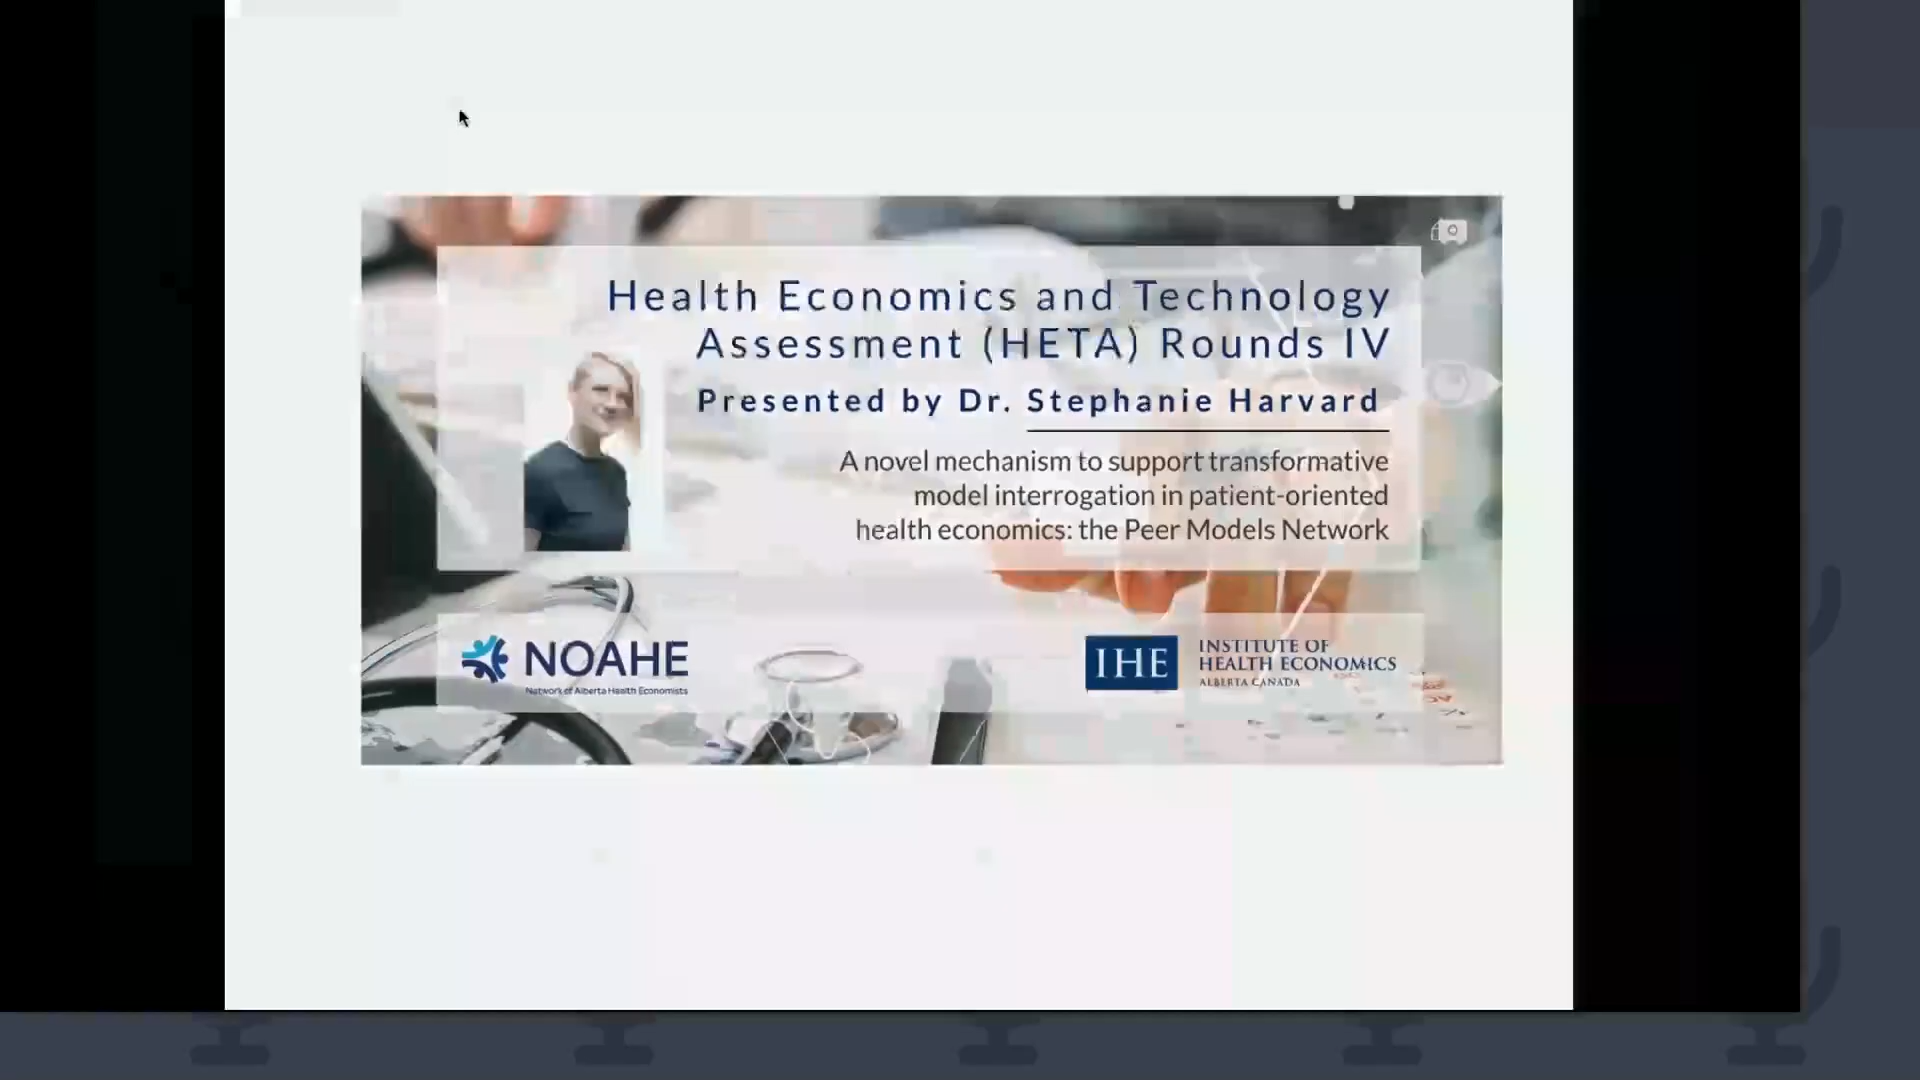 Health Economics and Technology
Assessment (HETA) Rounds IV
Presented by Dr. Stephanie Harvard
A novel mechanism to support transformative
model interrogation in patient-oriented
health economics: the Peer Models Network
NOAHE
Network of Alberta Health Economists
IHE
INSTITUTE OF
HEALTH ECONOMICS
ALBERTA CANADA